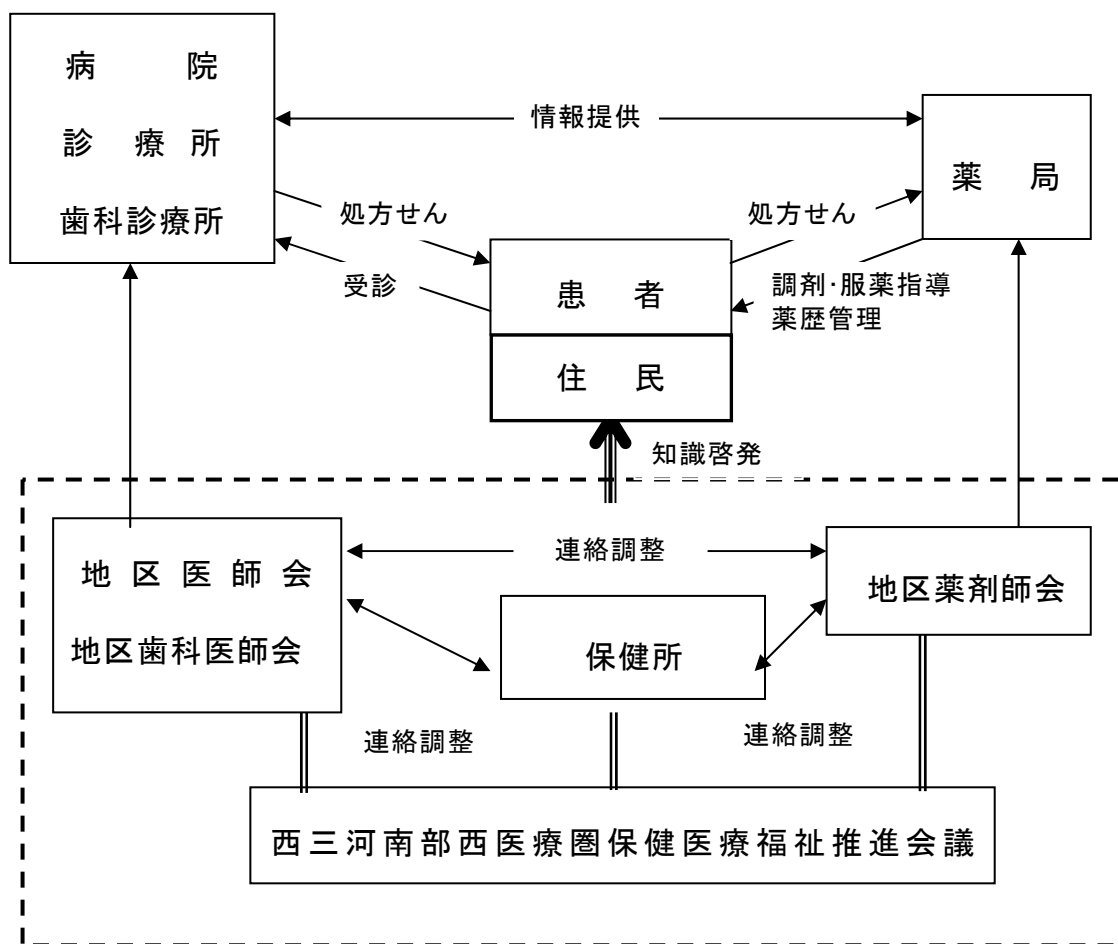 病院
診療所
歯科診療所
情報提供
薬局
処方せん
処方せん
受診
患者
調剤・服薬指導
薬歴管理
住民
知識啓発
連絡調整
地区医師会
地区歯科医師会
地区薬剤師会
保健所
連絡調整
連絡調整
西三河南部西医療圏保健医療福祉推進会議